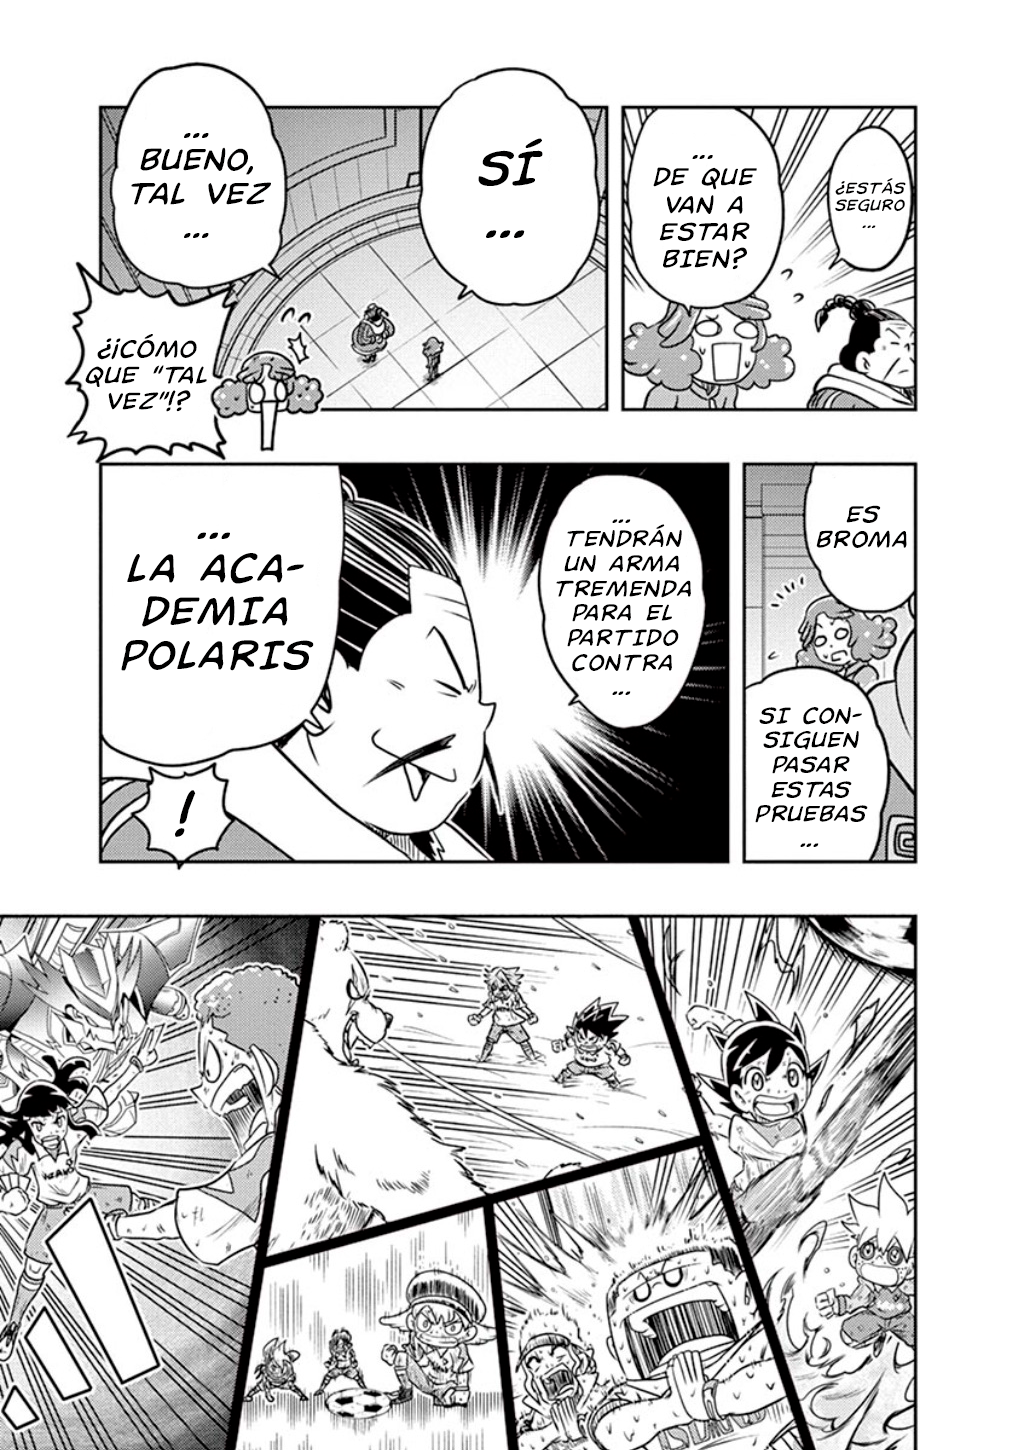 ¿ESTÁS
SEGURO
...
...
DE QUE
VAN A
ESTAR
BIEN?
SÍ
...
...
BUENO,
TAL VEZ
...
¿¡CÓMO
QUE "TAL
VEZ"!?
ES
BROMA
SI CON-
SIGUEN
PASAR
ESTAS
PRUEBAS
...
...
TENDRÁN
UN ARMA
TREMENDA
PARA EL
PARTIDO
CONTRA
...
...
LA ACA-
DEMIA
POLARIS
!